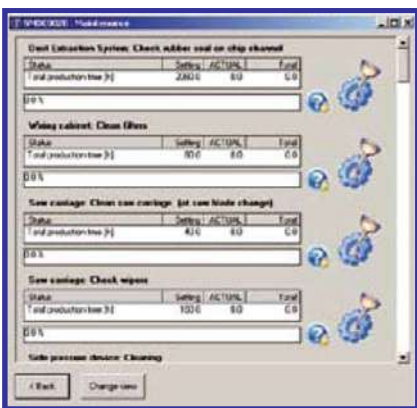 Maintenance
Dust Extraction System: Check rubber seal on chip channel
Status Setting ACTUAL Total
Total production time [h] 0.0 0.0
0.0 %
Wiring cabinet: Clean filters
Status Setting ACTUAL Total
Total production time [h] 0.0 0.0
0.0 %
Saw carriage: Clean saw carriage (at saw blade change)
Status Setting ACTUAL Total
Total production time [h] 0.0 0.0
0.0 %
Saw carriage: Check wipers
Status Setting ACTUAL Total
Total production time [h] 0.0 0.0
0.0 %
Side pressure device: Cleaning
< Back Change view